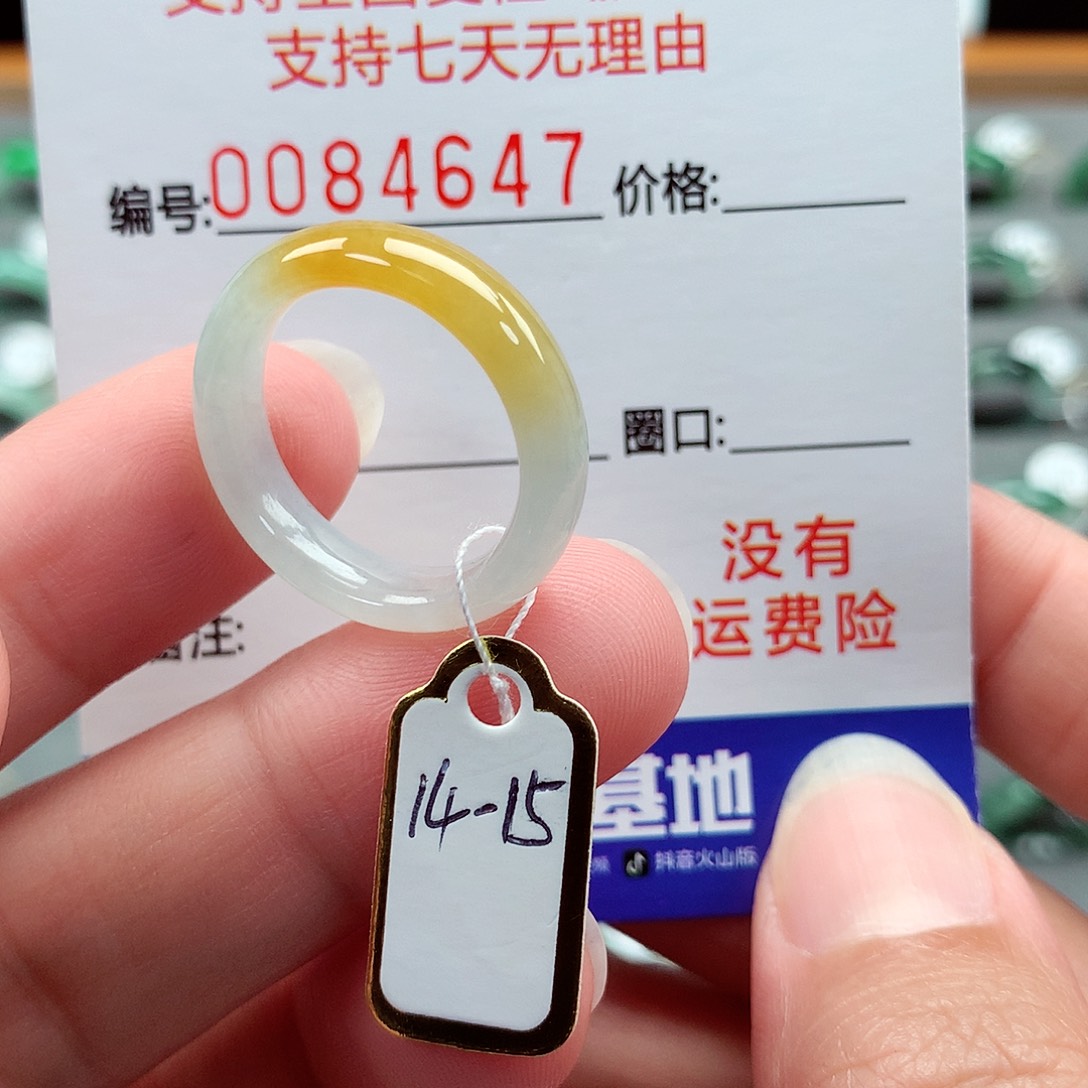 支持七天无理由
编号:0084647 价格:
圈口:
没有
运费险
注:
基地
抖音火山版
14-15